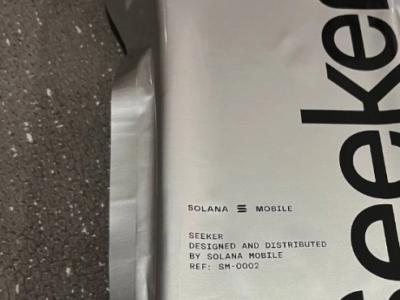 Seeker
SOLANA MOBILE
SEEKER
DESIGNED AND DISTRIBUTED
BY SOLANA MOBILE
REF: SM-0002